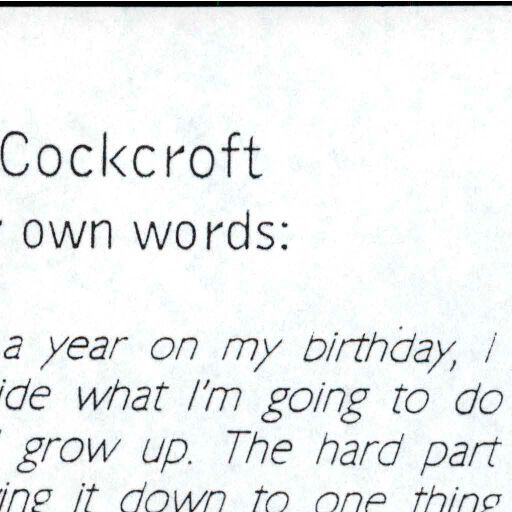 Cockcroft
own words:
a year on my birthday, I
ide what I'm going to do
grow up. The hard part
ing it down to one thing